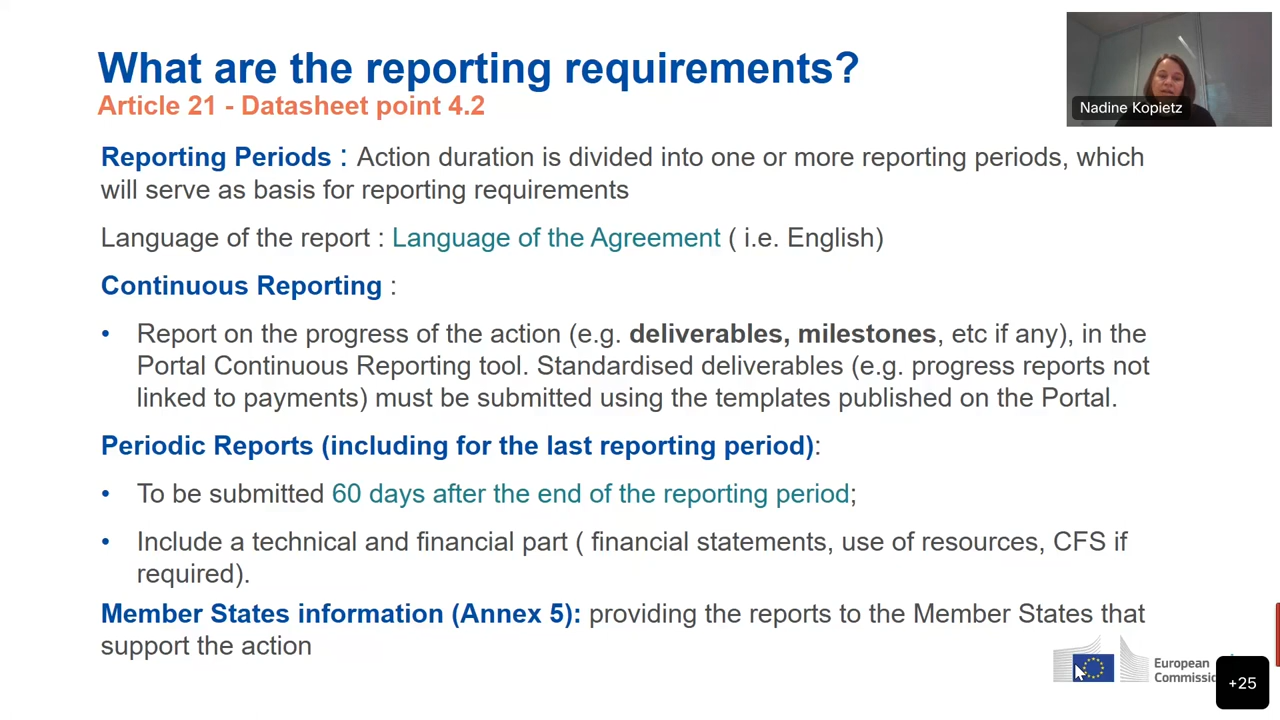 What are the reporting requirements?
Article 21 - Datasheet point 4.2
Nadine Kopietz
Reporting Periods : Action duration is divided into one or more reporting periods, which
will serve as basis for reporting requirements
Language of the report : Language of the Agreement ( i.e. English)
Continuous Reporting :
• Report on the progress of the action (e.g. deliverables, milestones, etc if any), in the
Portal Continuous Reporting tool. Standardised deliverables (e.g. progress reports not
linked to payments) must be submitted using the templates published on the Portal.
Periodic Reports (including for the last reporting period):
• To be submitted 60 days after the end of the reporting period;
• Include a technical and financial part ( financial statements, use of resources, CFS if
required).
Member States information (Annex 5): providing the reports to the Member States that
support the action
European
Commiss
+25